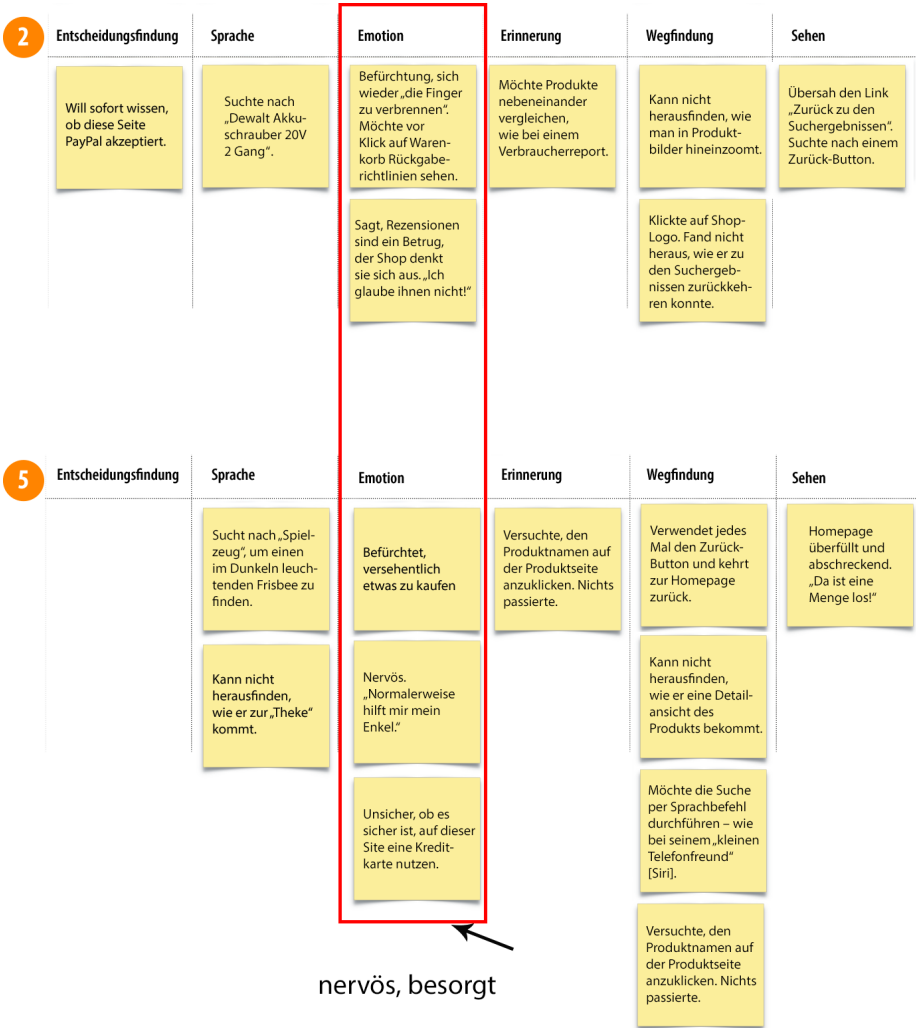 2
Entscheidungsfindung
Sprache
Emotion
Erinnerung
Wegfindung
Sehen
Will sofort wissen,
ob diese Seite
PayPal akzeptiert.
Suchte nach
„Dewalt Akku-
schrauber 20V
2 Gang“.
Befürchtung, sich
wieder „die Finger
zu verbrennen“.
Möchte vor
Klick auf Waren-
korb Rückgabe-
richtlinien sehen.
Möchte Produkte
nebeneinander
vergleichen,
wie bei einem
Verbraucherreport.
Kann nicht
herausfinden, wie
man in Produkt-
bilder hineinzoomt.
Übersah den Link
„Zurück zu den
Suchergebnissen“.
Suchte nach einem
Zurück-Button.
Sagt, Rezensionen
sind ein Betrug,
der Shop denkt
sie sich aus. „Ich
glaube ihnen nicht!“
Klickte auf Shop-
Logo. Fand nicht
heraus, wie er zu
den Suchergeb-
nissen zurückkeh-
ren konnte.
5
Entscheidungsfindung
Sprache
Emotion
Erinnerung
Wegfindung
Sehen
Sucht nach „Spiel-
zeug“, um einen
im Dunkeln leuch-
tenden Frisbee zu
finden.
Befürchtet,
versehentlich
etwas zu kaufen
Versuchte, den
Produktnamen auf
der Produktseite
anzuklicken. Nichts
passierte.
Verwendet jedes
Mal den Zurück-
Button und kehrt
zur Homepage
zurück.
Homepage
überfüllt und
abschreckend.
„Da ist eine
Menge los!“
Kann nicht
herausfinden,
wie er zur „Theke“
kommt.
Nervös.
„Normalerweise
hilft mir mein
Enkel.“
Kann nicht
herausfinden,
wie er eine Detail-
ansicht des
Produkts bekommt.
Unsicher, ob es
sicher ist, auf dieser
Site eine Kredit-
karte nutzen.
Möchte die Suche
per Sprachbefehl
durchführen – wie
bei seinem „kleinen
Telefonfreund“
[Siri].
Versuchte, den
Produktnamen auf
der Produktseite
anzuklicken. Nichts
passierte.
nervös, besorgt